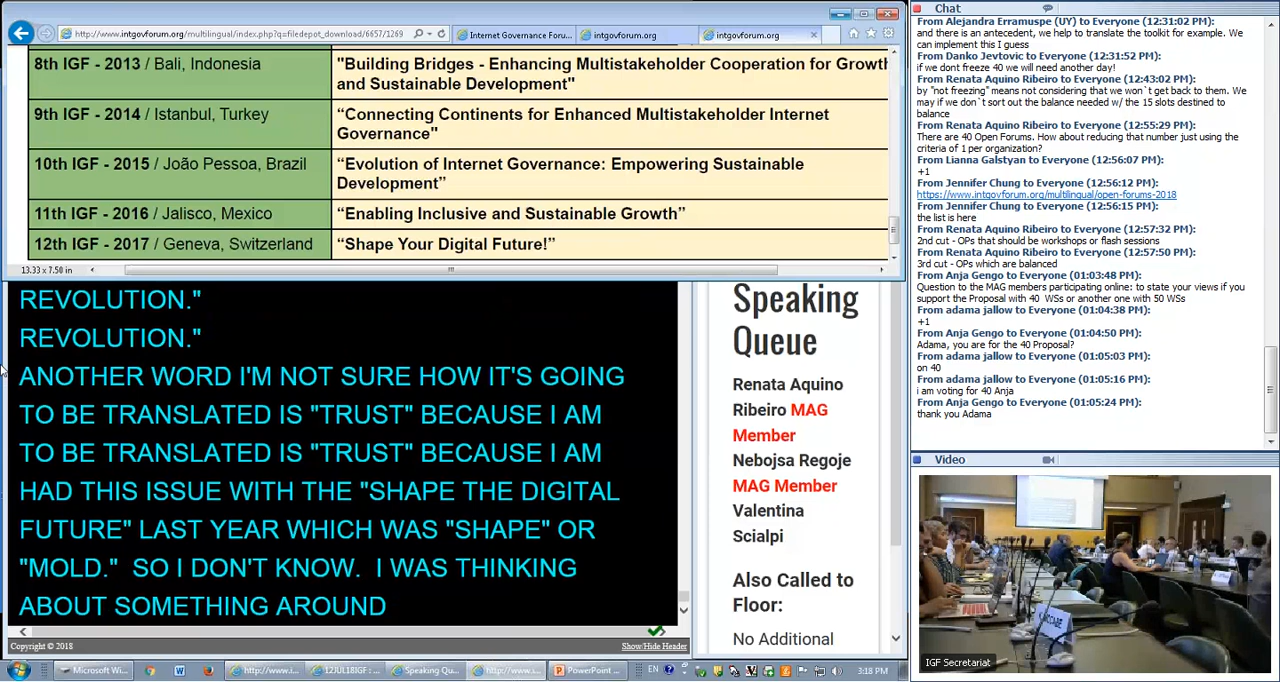 http://www.intgovforum.org/multilingual/index.php?q=filedepot_download/6657/1269
Internet Governance Foru...
intgovforum.org
intgovforum.org
8th IGF - 2013 / Bali, Indonesia
"Building Bridges - Enhancing Multistakeholder Cooperation for Growth
and Sustainable Development"
9th IGF - 2014 / Istanbul, Turkey
“Connecting Continents for Enhanced Multistakeholder Internet
Governance"
10th IGF - 2015 / João Pessoa, Brazil
“Evolution of Internet Governance: Empowering Sustainable
Development”
11th IGF - 2016 / Jalisco, Mexico
“Enabling Inclusive and Sustainable Growth”
12th IGF - 2017 / Geneva, Switzerland
“Shape Your Digital Future!”
13.33 x 7.50 in
REVOLUTION."
REVOLUTION."
ANOTHER WORD I'M NOT SURE HOW IT'S GOING
TO BE TRANSLATED IS "TRUST" BECAUSE I AM
TO BE TRANSLATED IS "TRUST" BECAUSE I AM
HAD THIS ISSUE WITH THE "SHAPE THE DIGITAL
FUTURE" LAST YEAR WHICH WAS "SHAPE" OR
"MOLD." SO I DON'T KNOW. I WAS THINKING
ABOUT SOMETHING AROUND
Copyright © 2018
Show/Hide Header
Speaking
Queue
Renata Aquino
Ribeiro MAG
Member
Nebojsa Regoje
MAG Member
Valentina
Scialpi
Also Called to
Floor:
No Additional
Chat
From Alejandra Erramuspe (UY) to Everyone (12:31:02 PM):
and there is an antecedent, we help to translate the toolkit for example. We
can implement this I guess
From Danko Jevtovic to Everyone (12:31:52 PM):
if we dont freeze 40 we will need another day!
From Renata Aquino Ribeiro to Everyone (12:43:02 PM):
by "not freezing" means not considering that we won`t get back to them. We
may if we don`t sort out the balance needed w/ the 15 slots destined to
balance
From Renata Aquino Ribeiro to Everyone (12:55:29 PM):
There are 40 Open Forums. How about reducing that number just using the
criteria of 1 per organization?
From Lianna Galstyan to Everyone (12:56:07 PM):
+1
From Jennifer Chung to Everyone (12:56:12 PM):
https://www.intgovforum.org/multilingual/open-forums-2018
From Jennifer Chung to Everyone (12:56:15 PM):
the list is here
From Renata Aquino Ribeiro to Everyone (12:57:32 PM):
2nd cut - OPs that should be workshops or flash sessions
From Renata Aquino Ribeiro to Everyone (12:57:50 PM):
3rd cut - OPs which are balanced
From Anja Gengo to Everyone (01:03:48 PM):
Question to the MAG members participating online: to state your views if you
support the Proposal with 40 WSs or another one with 50 WSs
From adama jallow to Everyone (01:04:38 PM):
+1
From Anja Gengo to Everyone (01:04:50 PM):
Adama, you are for the 40 Proposal?
From adama jallow to Everyone (01:05:03 PM):
on 40
From adama jallow to Everyone (01:05:16 PM):
i am voting for 40 Anja
From Anja Gengo to Everyone (01:05:24 PM):
thank you Adama
Video
IGF Secretariat
Microsoft Wi...
http://www.i...
12JUL18IGF : ...
Speaking Qu...
http://www.i...
PowerPoint ...
EN
3:18 PM